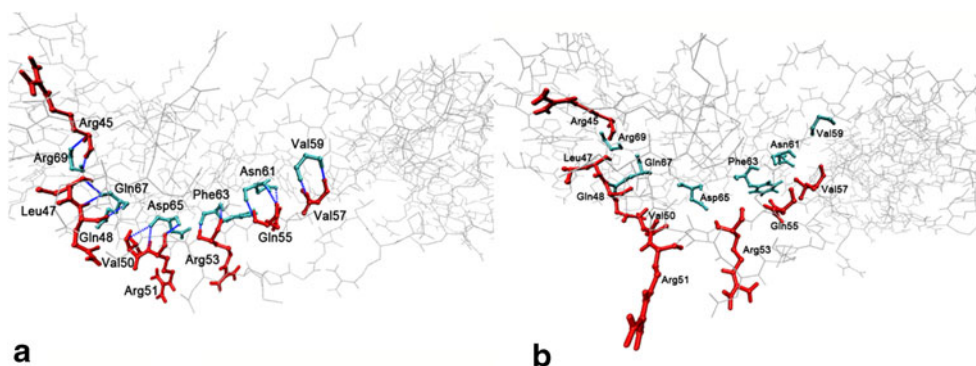 Arg45
Arg69
Gln67
Leu47
Gln48
Val50
Arg51
Asp65
Phe63
Arg53
Asn61
Gln55
Val59
Val57
a
Arg45
Arg69
Leu47
Gln67
Gln48
Val50
Arg51
Asp65
Phe63
Arg53
Asn61
Gln55
Val59
Val57
b